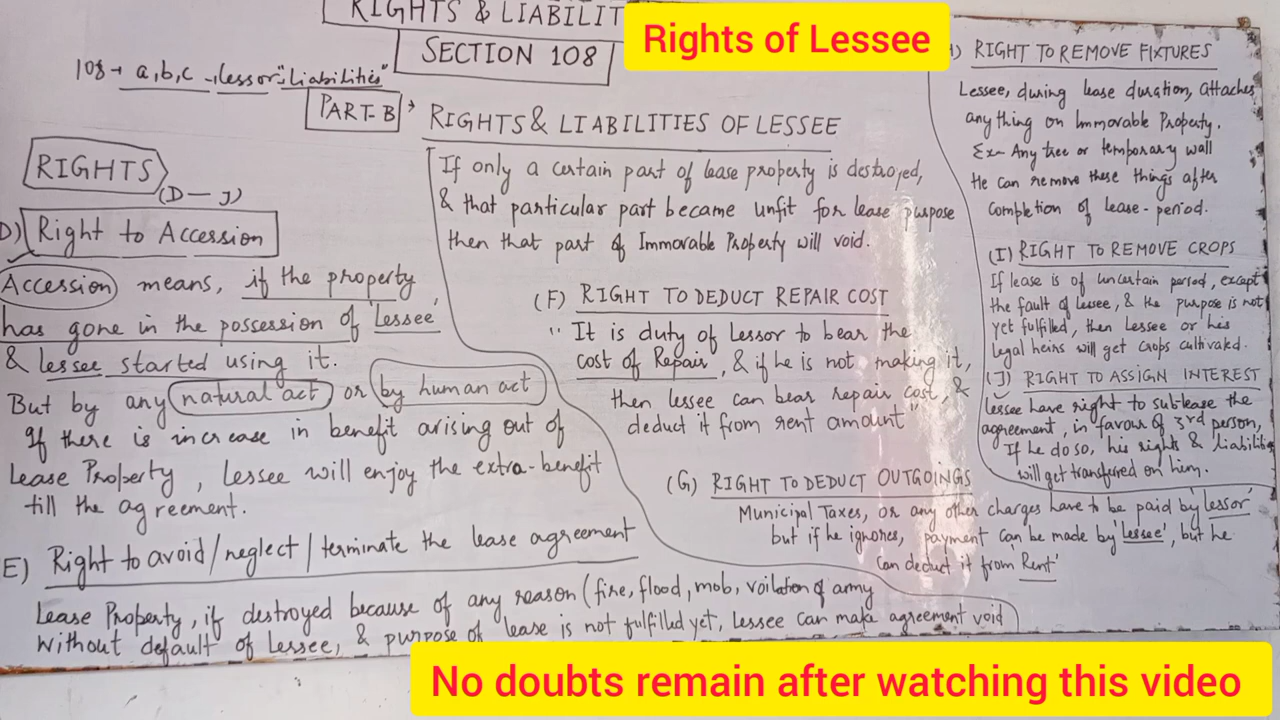 RIGHTS & LIABILIT
Rights of Lessee
SECTION 108
108 → a,b,c → lessor "Liabilities"
PART-B → RIGHTS & LIABILITIES OF LESSEE
RIGHTS
(D — J)
D) Right to Accession
Accession means, if the property
has gone in the possession of 'Lessee',
& lessee started using it.
But by any natural act or by human act
If there is increase in benefit arising out of
Lease Property, Lessee will enjoy the extra-benefit
till the agreement.
E) Right to avoid/neglect/terminate the lease agreement
Lease Property, if destroyed because of any reason (fire, flood, mob, voilation of army
without default of Lessee, & purpose of lease is not fulfilled yet, Lessee can make agreement void
If only a certain part of lease property is destroyed,
& that particular part became unfit for lease purpose
then that part of Immovable Property will void.
(F) RIGHT TO DEDUCT REPAIR COST
"It is duty of Lessor to bear the
cost of Repair, & if he is not making it,
then lessee can bear repair cost, &
deduct it from rent amount"
(G) RIGHT TO DEDUCT OUTGOINGS
Municipal Taxes, or any other charges have to be paid by 'lessor'
but if he ignores, payment can be made by 'lessee', but he
can deduct it from 'Rent'
) RIGHT TO REMOVE FIXTURES
Lessee, during lease duration, attaches
anything on Immovable Property.
Ex- Any tree or temporary wall
He can remove these things after
completion of lease-period.
(I) RIGHT TO REMOVE CROPS
If lease is of uncertain period, except
the fault of lessee, & the purpose is not
yet fulfilled, then Lessee or his
legal heirs will get crops cultivated.
(J) RIGHT TO ASSIGN INTEREST
lessee have right to sublease the
agreement, in favour of 3rd person,
If he do so, his rights & liabilities
will get transferred on him.
No doubts remain after watching this video